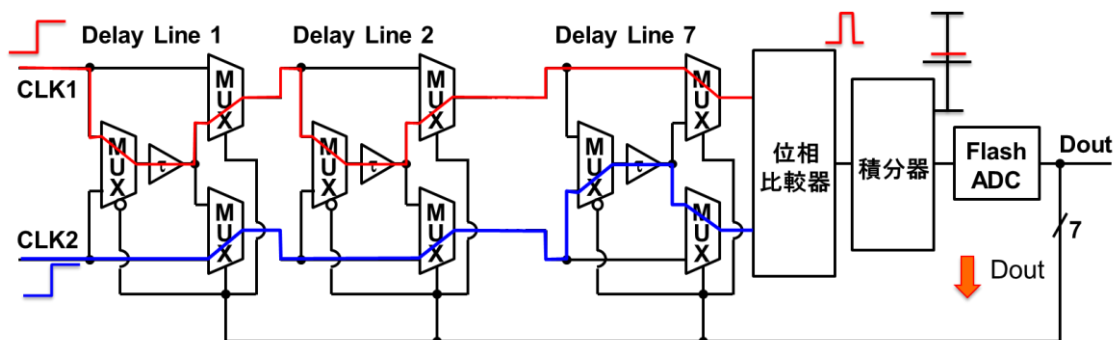 Delay Line 1
Delay Line 2
Delay Line 7
CLK1
MUX
MUX
MUX
MUX
τ
MUX
τ
MUX
τ
位相
比較器
積分器
Flash
ADC
Dout
CLK2
MUX
MUX
MUX
7
Dout